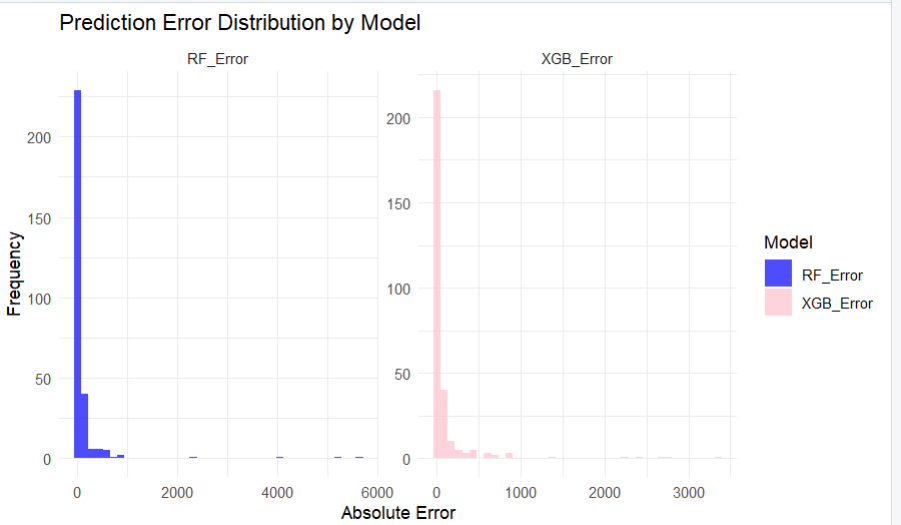 Prediction Error Distribution by Model
RF_Error
XGB_Error
200
150
100
50
0
200
150
100
50
0
Frequency
0 2000 4000 6000
0 1000 2000 3000
Absolute Error
Model
RF_Error
XGB_Error